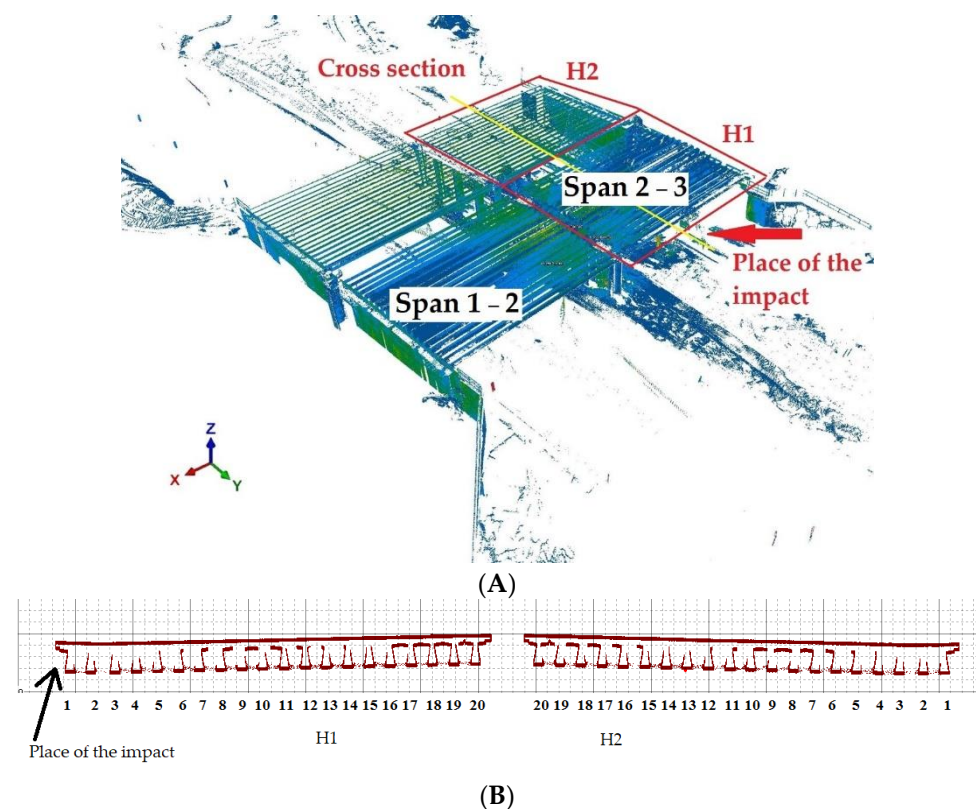 Cross section
H2
H1
Span 2 – 3
Place of the
impact
Span 1 – 2
Z
X
Y
(A)
1 2 3 4 5 6 7 8 9 10 11 12 13 14 15 16 17 18 19 20
20 19 18 17 16 15 14 13 12 11 10 9 8 7 6 5 4 3 2 1
Place of the impact
H1
H2
(B)